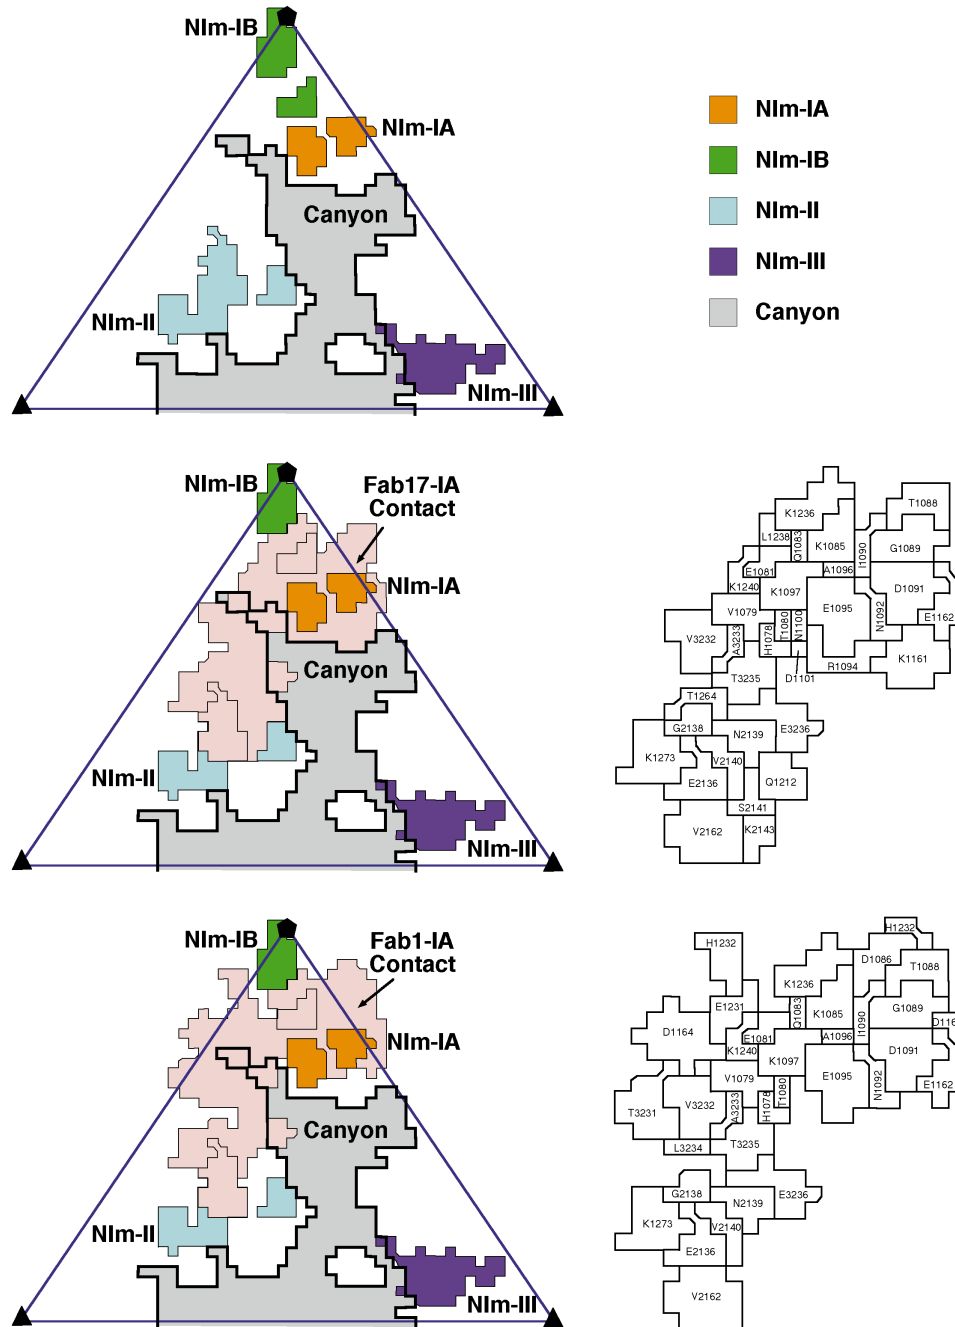 NIm-IB
NIm-IA
Canyon
NIm-II
NIm-III
NIm-IA
NIm-IB
NIm-II
NIm-III
Canyon
NIm-IB
Fab17-IA
Contact
NIm-IA
Canyon
NIm-II
NIm-III
K1236
T1088
L1238
Q1083
K1085
I1090
G1089
E1081
A1096
K1240
K1097
D1091
E1095
V1079
T1080
N1100
N1092
E1162
V3232
A3233
H1078
K1161
R1094
T3235
D1101
T1264
G2138
N2139
E3236
K1273
V2140
E2136
Q1212
S2141
V2162
K2143
NIm-IB
Fab1-IA
Contact
NIm-IA
Canyon
NIm-II
NIm-III
H1232
H1232
D1086
T1088
K1236
E1231
Q1083
K1085
I1090
G1089
D1164
E1081
A1096
K1240
K1097
D1091
V1079
E1095
T1080
N1092
E1162
T3231
V3232
A3233
H1078
L3234
T3235
G2138
N2139
E3236
K1273
V2140
E2136
V2162